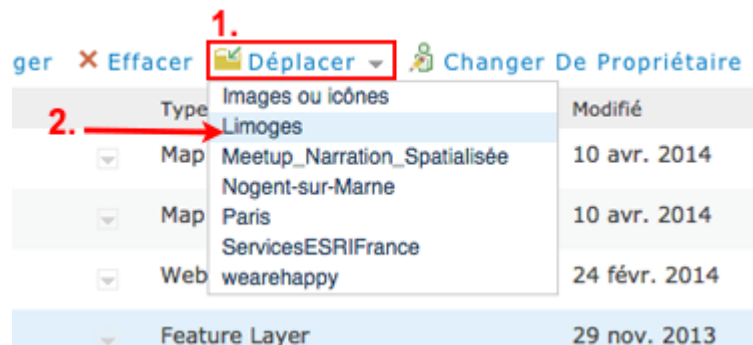 1.
ger Effacer Déplacer Changer De Propriétaire
Images ou icônes
Type Modifié
2. Limoges
Map Meetup_Narration_Spatialisée 10 avr. 2014
Nogent-sur-Marne
Map Paris 10 avr. 2014
ServicesESRIFrance
Web wearehappy 24 févr. 2014
Feature Layer 29 nov. 2013